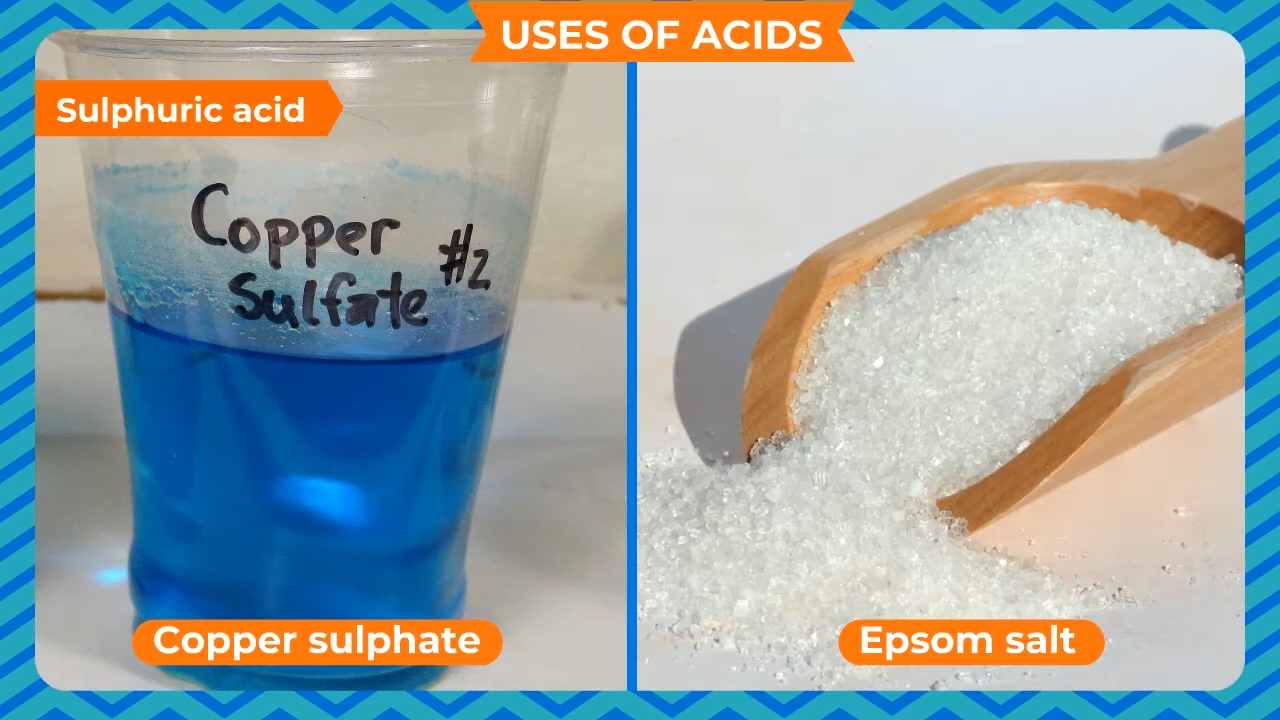 USES OF ACIDS
Sulphuric acid
Copper
Sulfate #2
Copper sulphate
Epsom salt